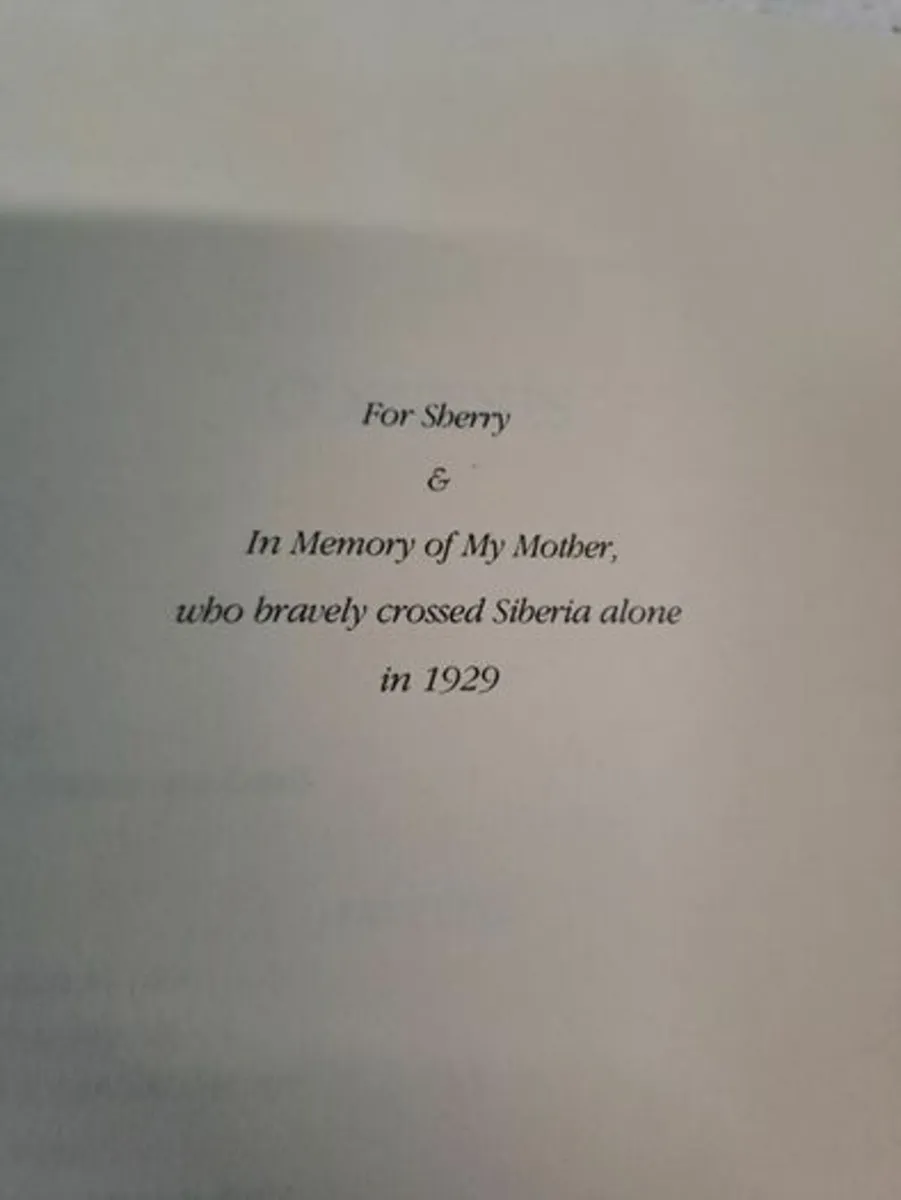 For Sherry
&
In Memory of My Mother,
who bravely crossed Siberia alone
in 1929